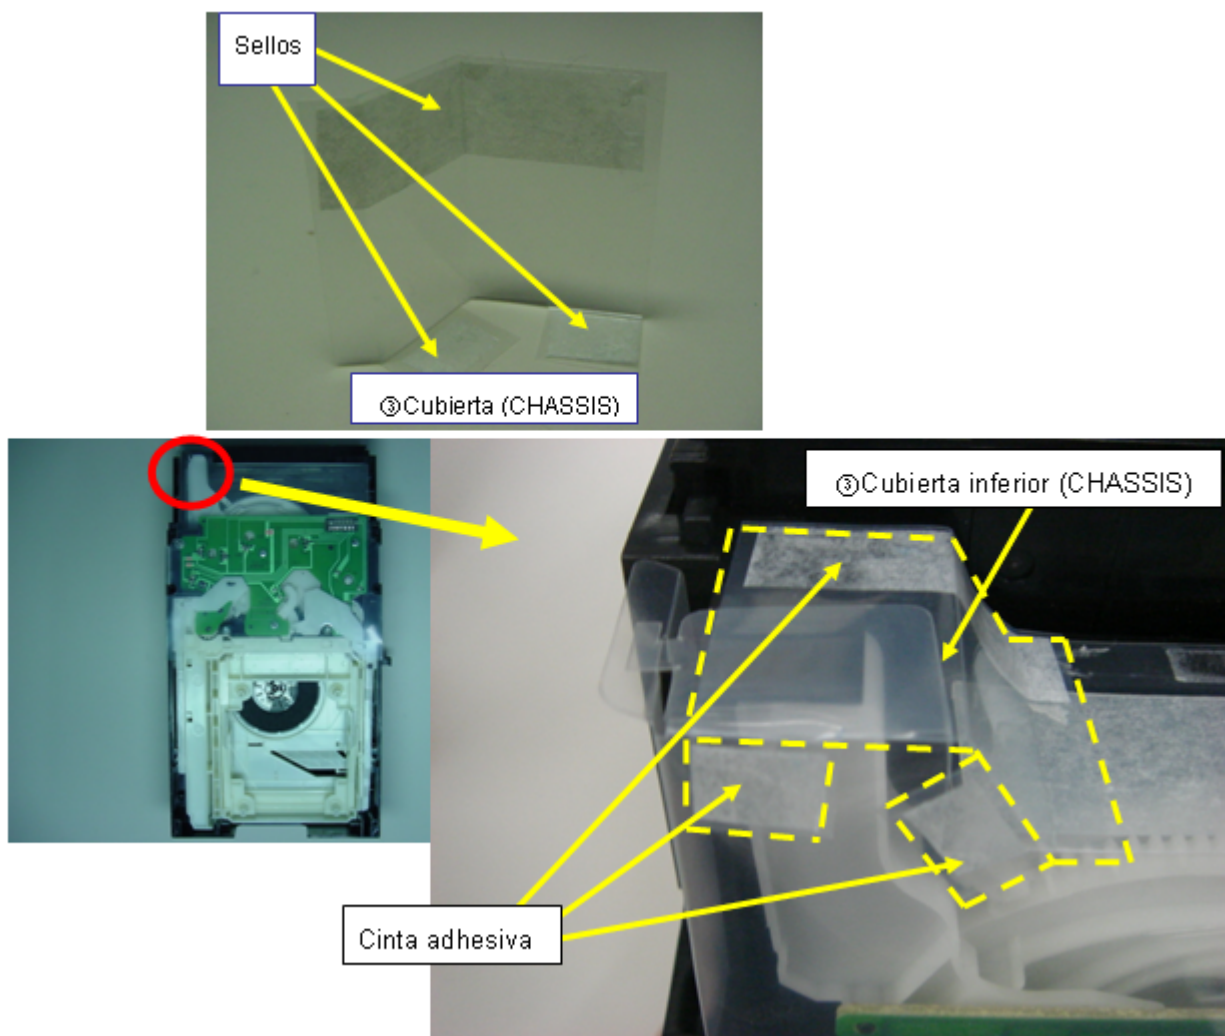 Sellos
③Cubierta (CHASSIS)
③Cubierta inferior (CHASSIS)
Cinta adhesiva